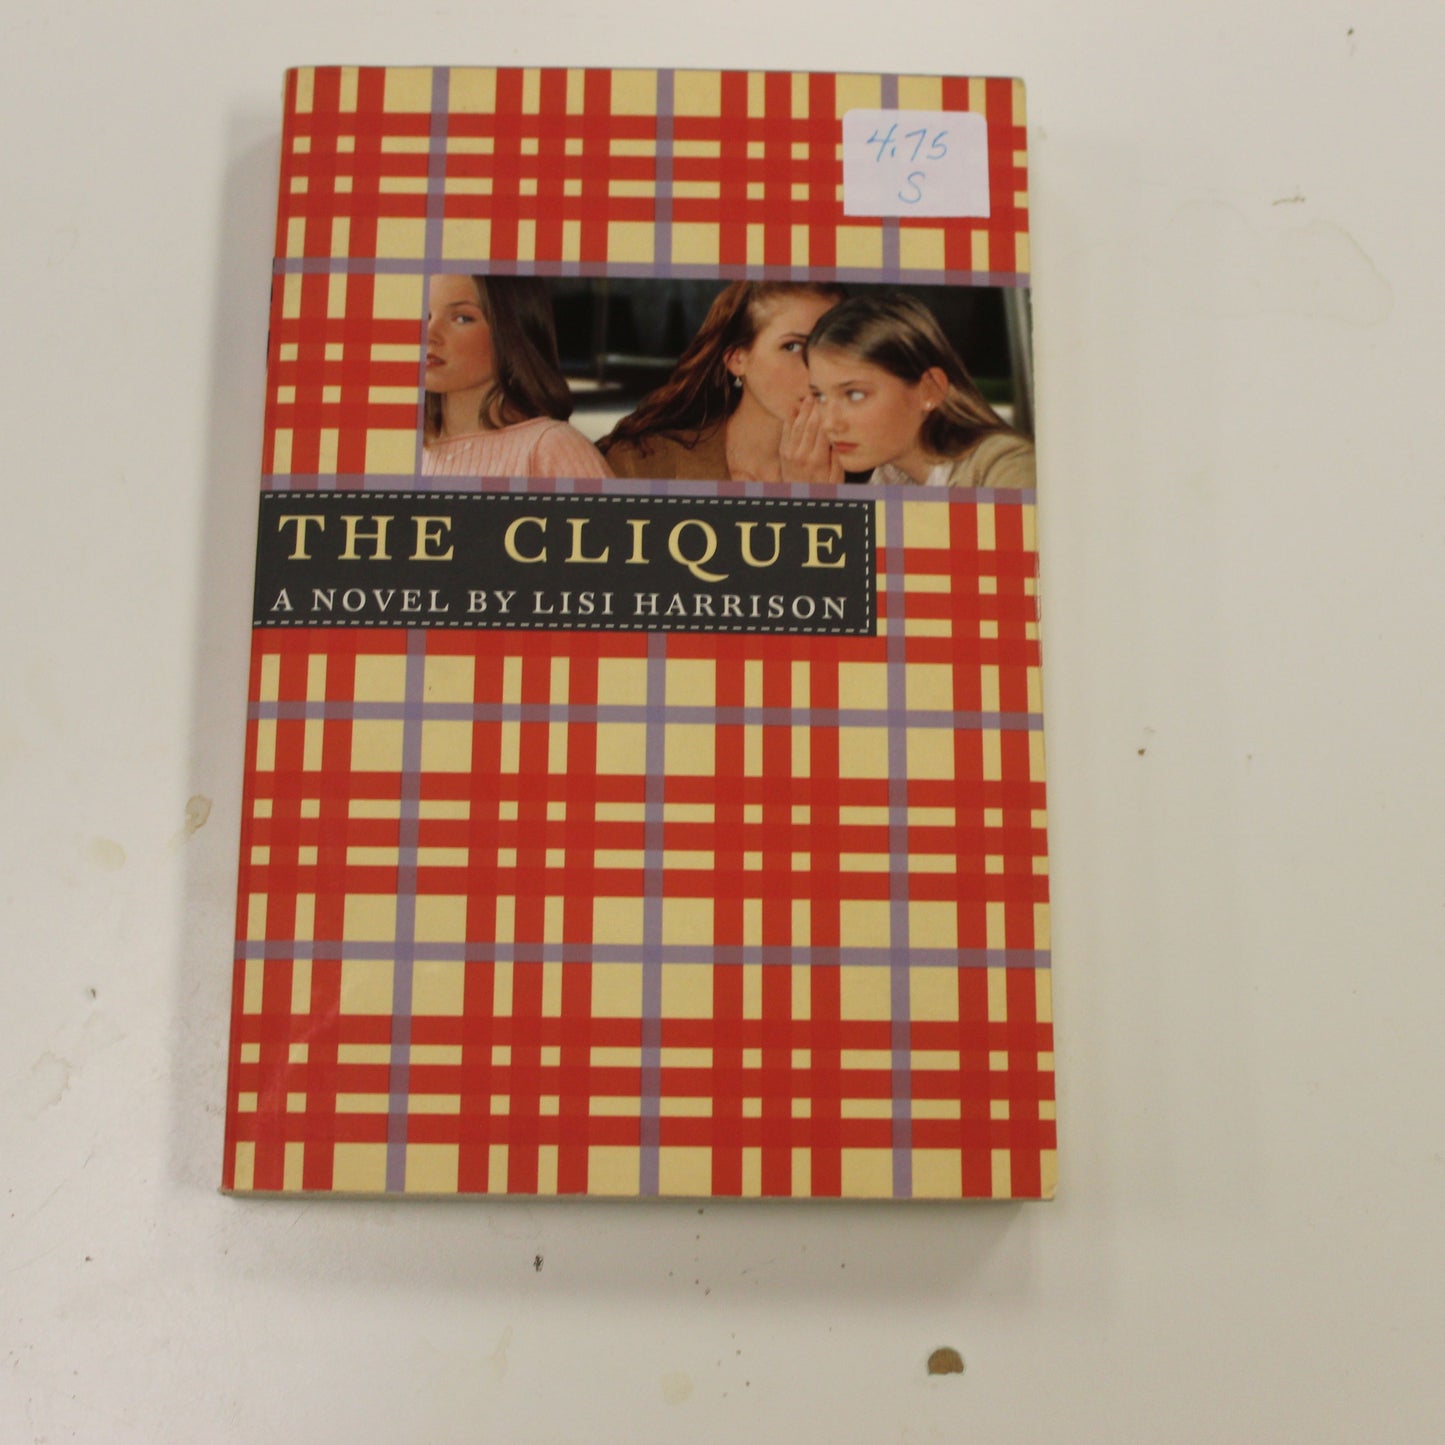 4.75
S
THE CLIQUE
A NOVEL BY LISI HARRISON